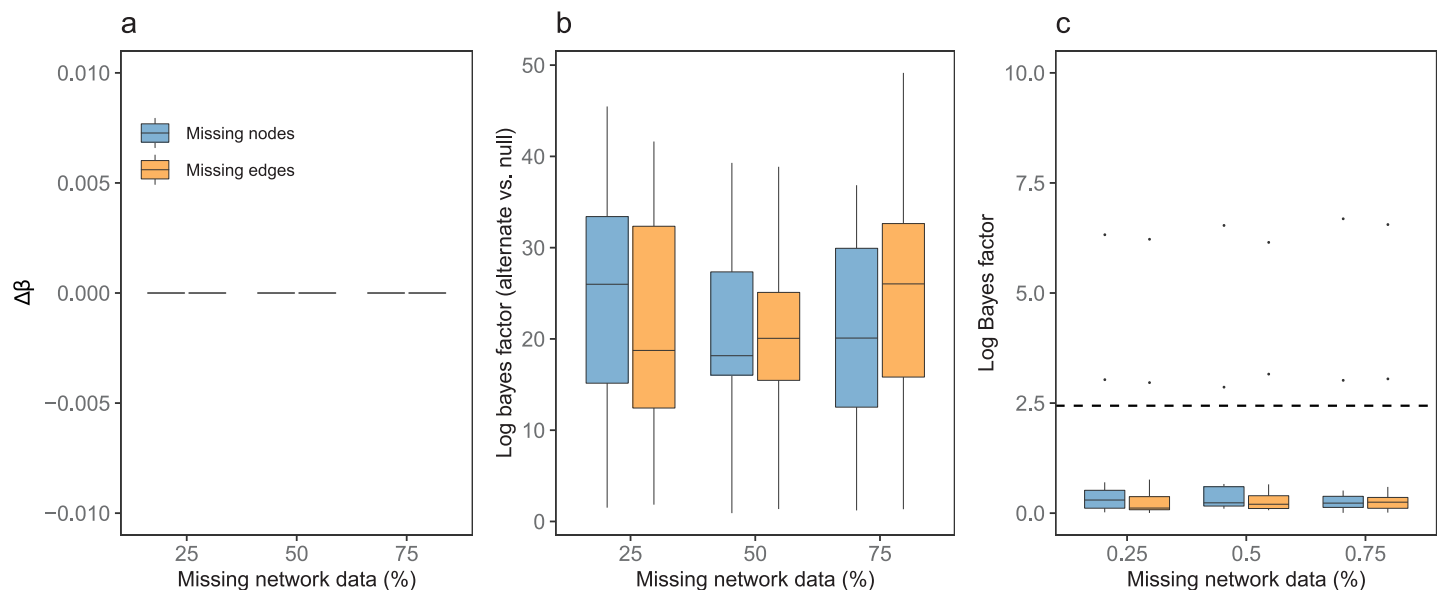 a
Δβ
0.010
0.005
0.000
−0.005
−0.010
Missing nodes
Missing edges
25 50 75
Missing network data (%)
b
Log bayes factor (alternate vs. null)
50
40
30
20
10
0
25 50 75
Missing network data (%)
c
Log Bayes factor
10.0
7.5
5.0
2.5
0.0
0.25 0.5 0.75
Missing network data (%)